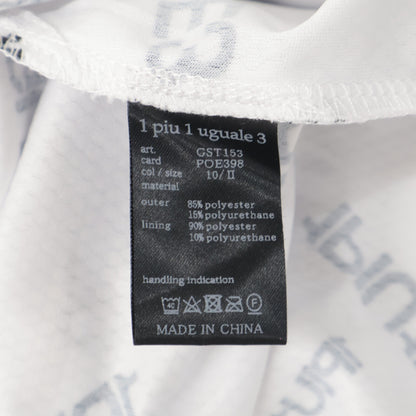 1 piu 1 uguale 3
art. GST153
card POE398
col / size 10/II
material
outer 85% polyester
15% polyurethane
lining 90% polyester
10% polyurethane
handling indication
40 F
MADE IN CHINA